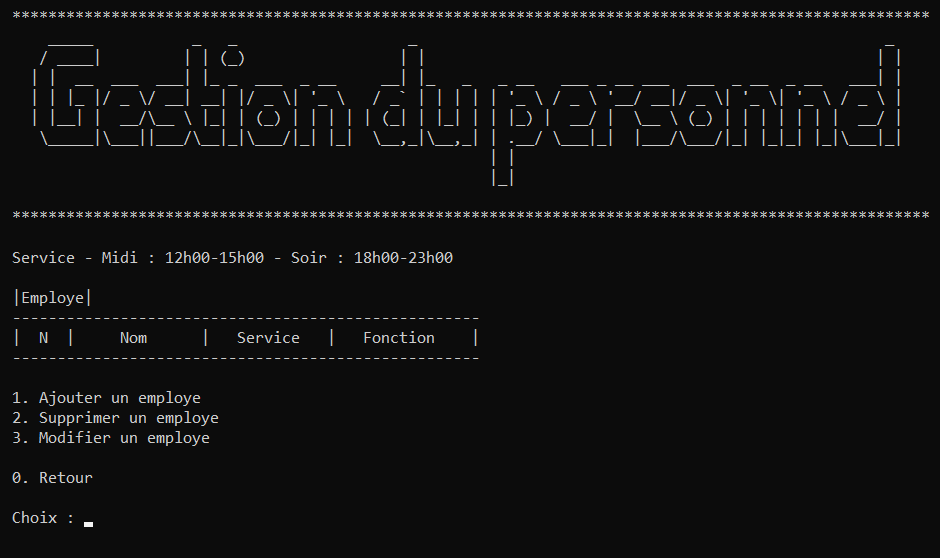 ****************************************************************************************************
Gestion du personnel
****************************************************************************************************
Service - Midi : 12h00-15h00 - Soir : 18h00-23h00
|Employe|
----------------------------------------------------
|  N  |     Nom      |   Service   |   Fonction    |
----------------------------------------------------
1. Ajouter un employe
2. Supprimer un employe
3. Modifier un employe
0. Retour
Choix : _